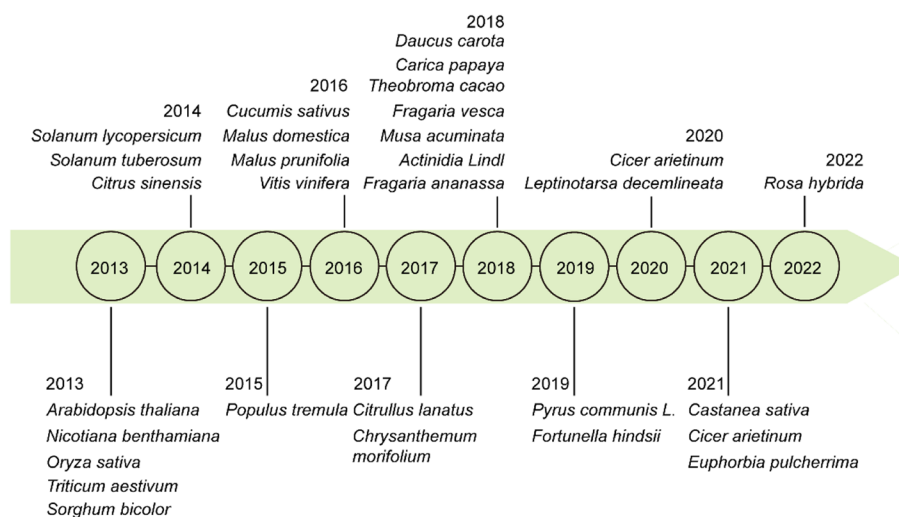 2018
Daucus carota
Carica papaya
Theobroma cacao
Fragaria vesca
Musa acuminata
Actinidia Lindl
Fragaria ananassa
2016
Cucumis sativus
Malus domestica
Malus prunifolia
Vitis vinifera
2014
Solanum lycopersicum
Solanum tuberosum
Citrus sinensis
2020
Cicer arietinum
Leptinotarsa decemlineata
2022
Rosa hybrida
2013 2014 2015 2016 2017 2018 2019 2020 2021 2022
2013
Arabidopsis thaliana
Nicotiana benthamiana
Oryza sativa
Triticum aestivum
Sorghum bicolor
2015
Populus tremula
2017
Citrullus lanatus
Chrysanthemum
morifolium
2019
Pyrus communis L.
Fortunella hindsii
2021
Castanea sativa
Cicer arietinum
Euphorbia pulcherrima